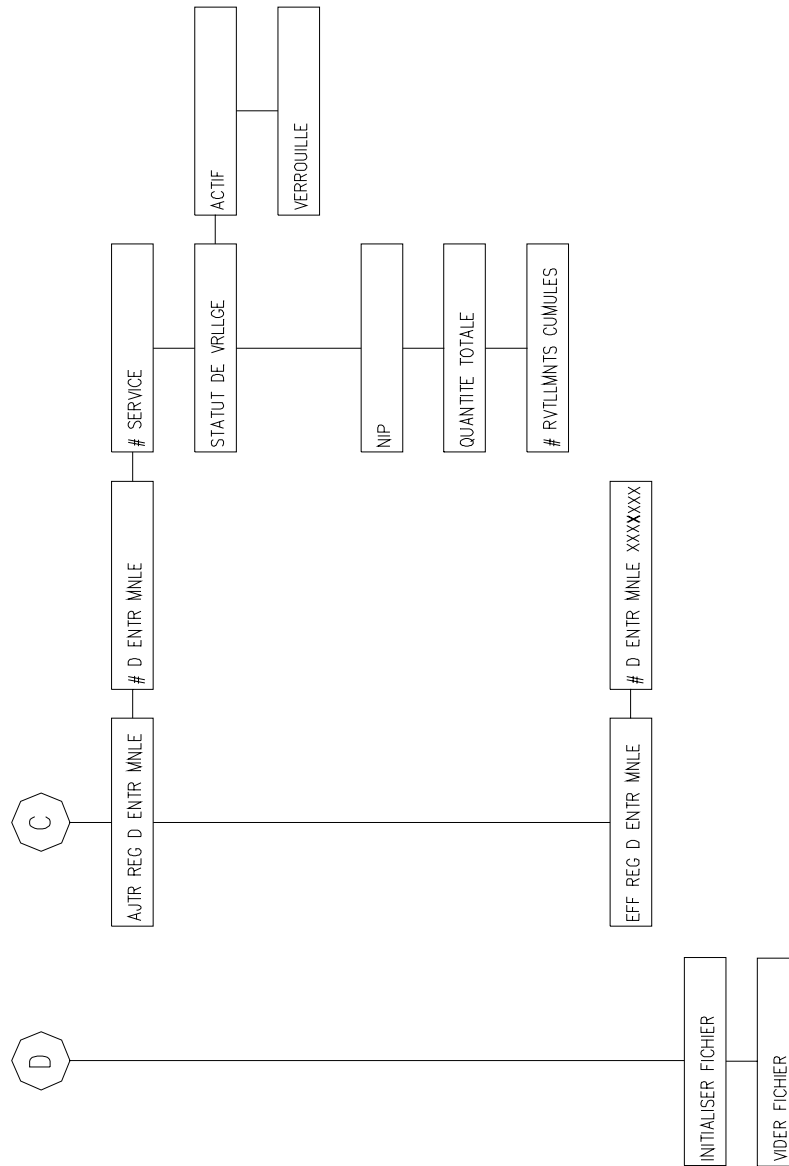 D
INITIALISER FICHIER
VIDER FICHIER
C
AJTR REG D ENTR MNLE
EFF REG D ENTR MNLE
# D ENTR MNLE
# D ENTR MNLE XXXXXXX
# SERVICE
STATUT DE VRLLGE
NIP
QUANTITE TOTALE
# RVTLLMNTS CUMULES
ACTIF
VERROUILLE